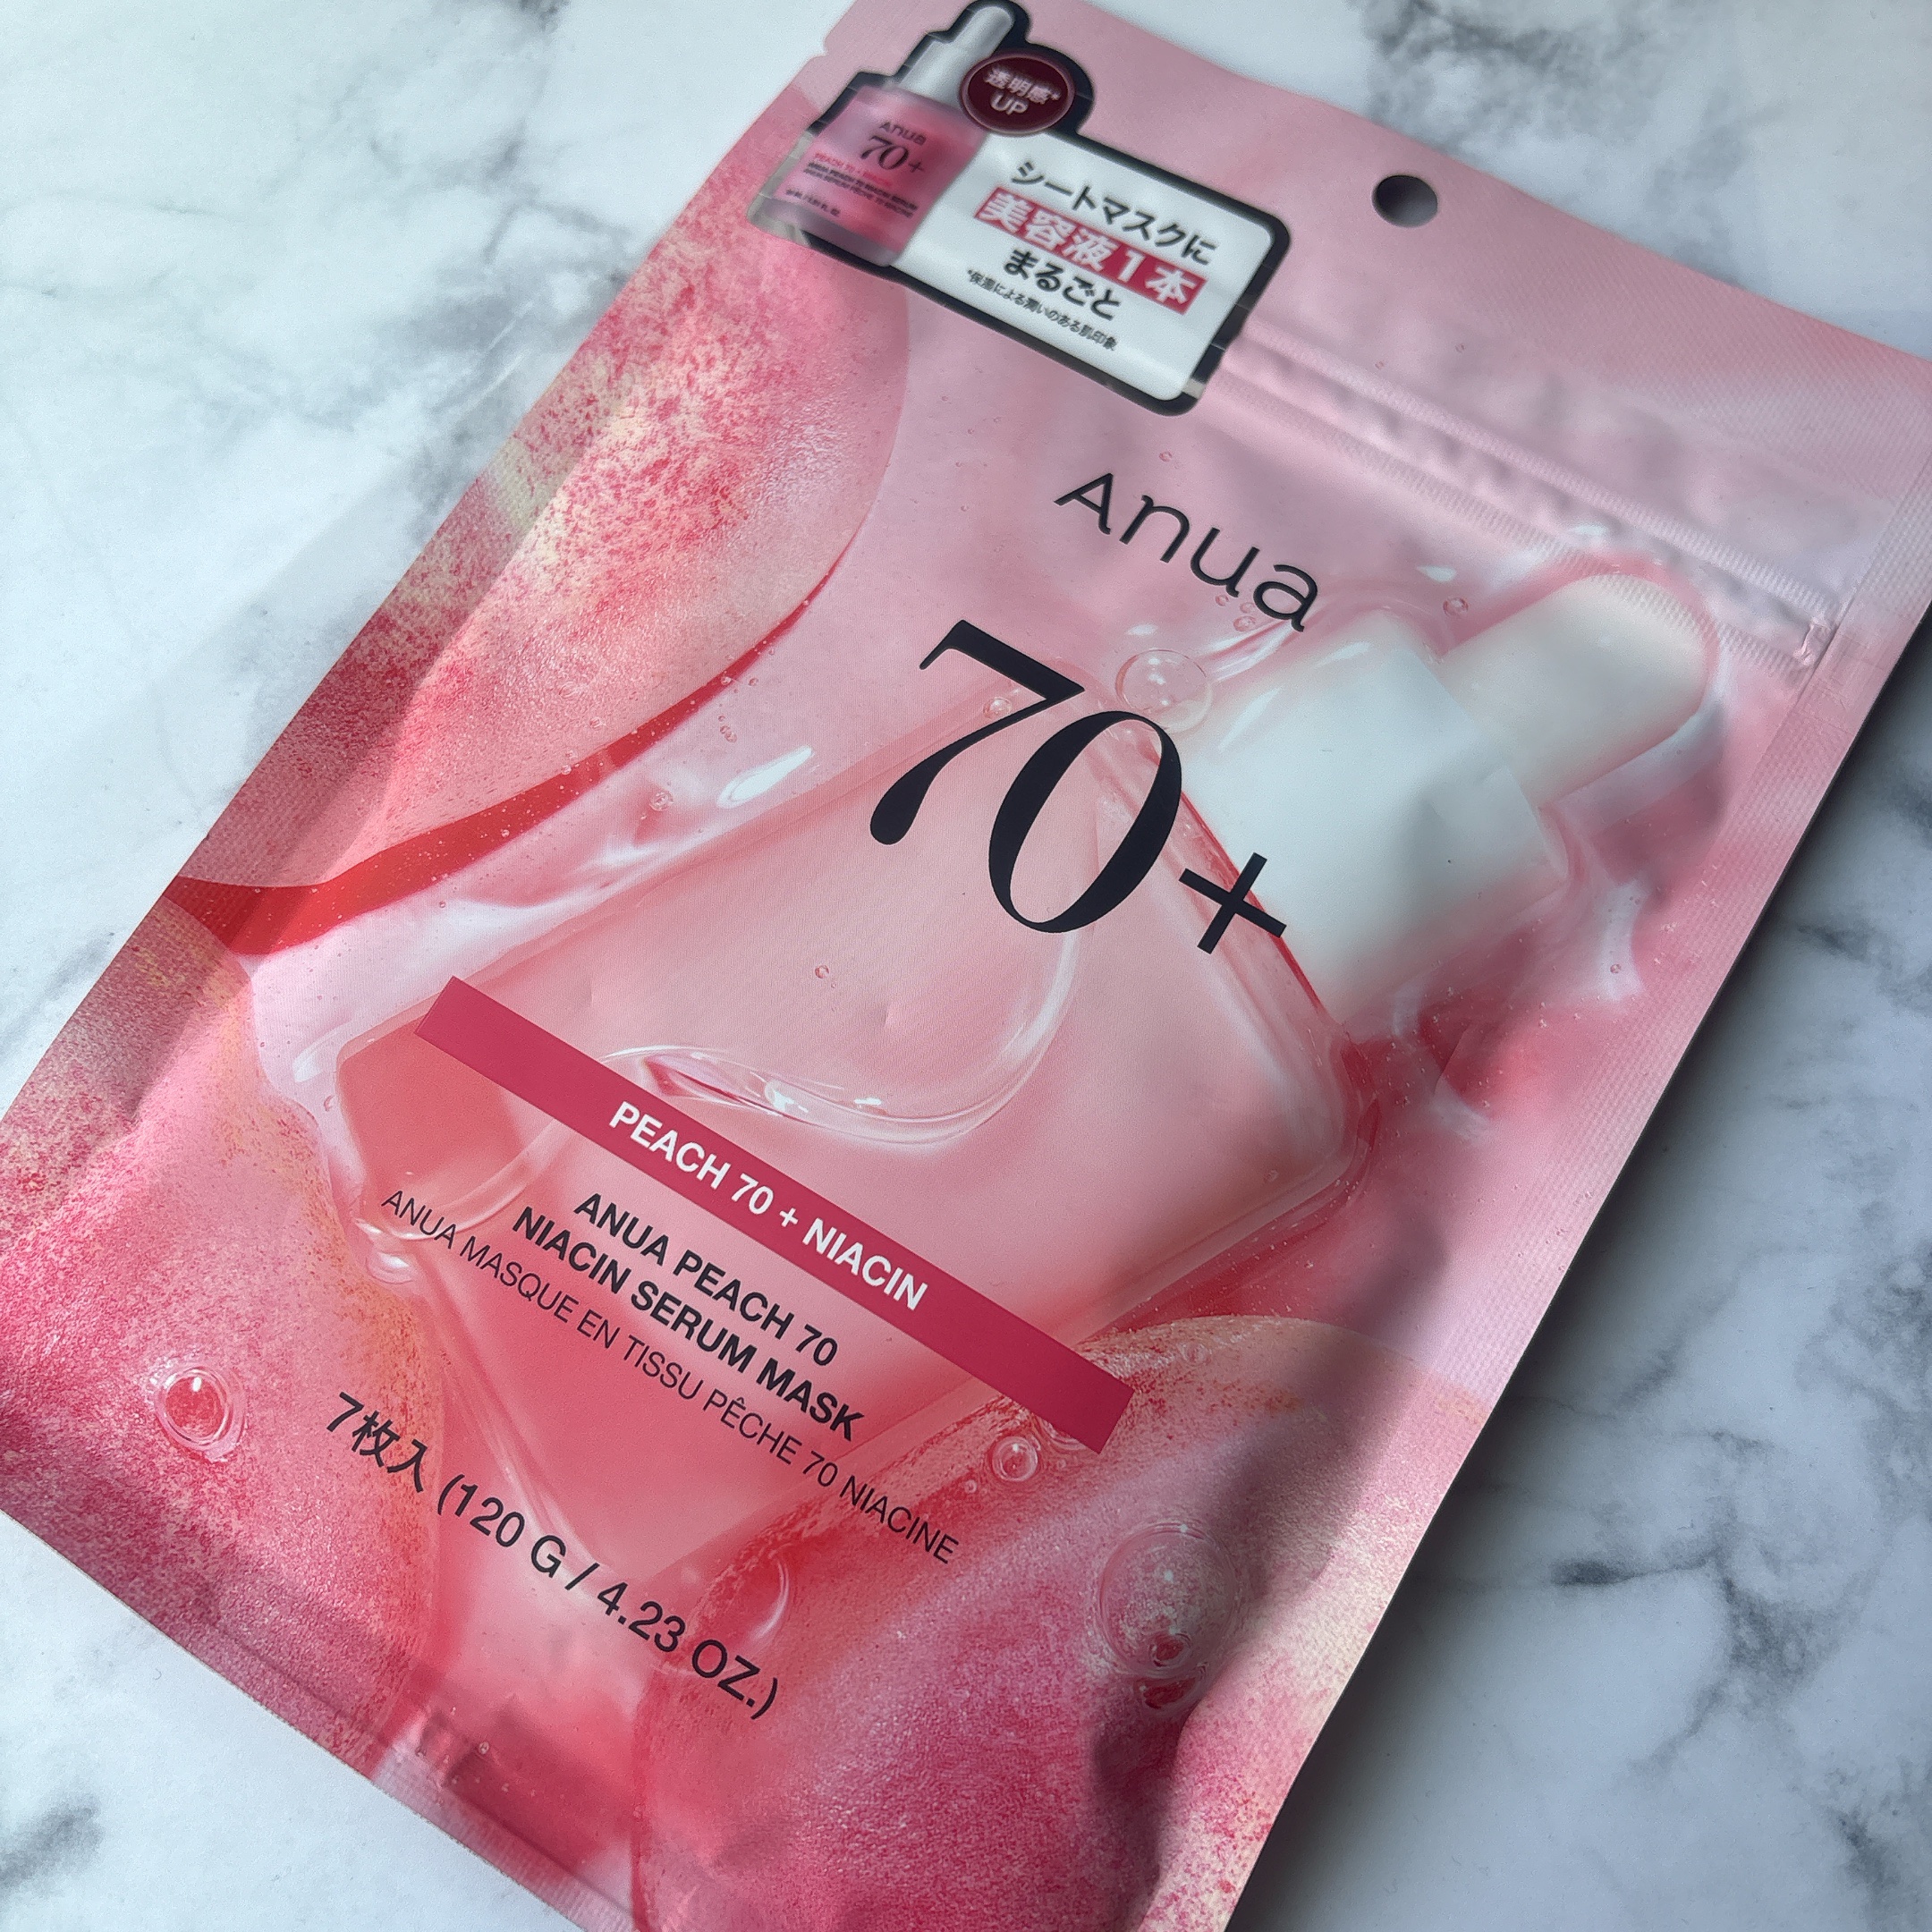 透明感*
UP
Anua
70+
シートマスクに
美容液1本
まるごと
*保湿による潤いのある肌印象
Anua
70+
PEACH 70 + NIACIN
ANUA PEACH 70
NIACIN SERUM MASK
ANUA MASQUE EN TISSU PÊCHE 70 NIACINE
7枚入 (120 G / 4.23 OZ.)